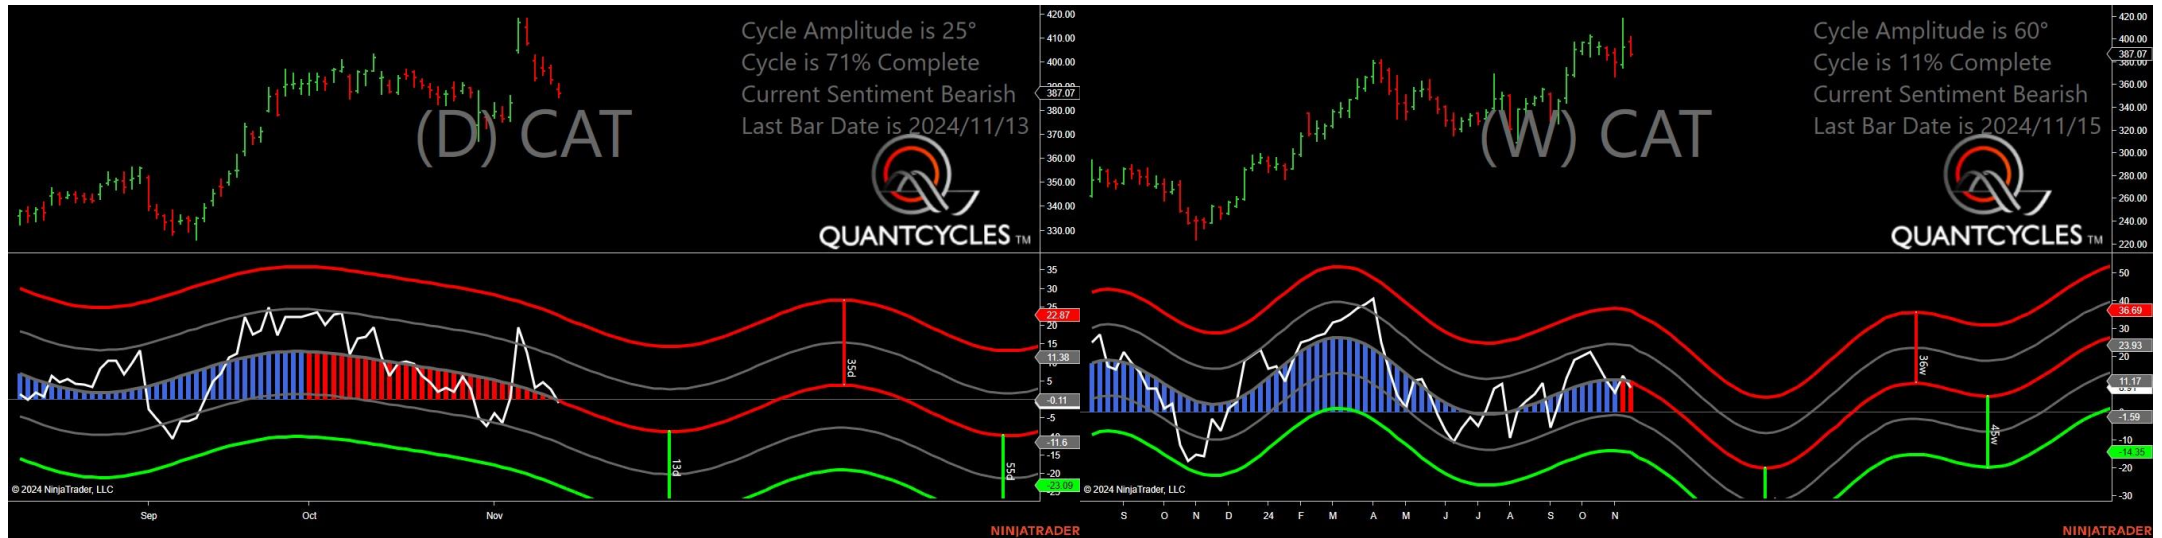 Cycle Amplitude is 25°
Cycle is 71% Complete
Current Sentiment Bearish
Last Bar Date is 2024/11/13
(D) CAT
QUANTCYCLES TM
420.00
410.00
400.00
387.07
380.00
370.00
360.00
350.00
340.00
330.00
35
30
25
22.87
20
15
11.38
5
-0.11
-5
-11.6
-15
-20
-23.09
13d
35d
55d
© 2024 NinjaTrader, LLC
Sep
Oct
Nov
NINJATRADER
Cycle Amplitude is 60°
Cycle is 11% Complete
Current Sentiment Bearish
Last Bar Date is 2024/11/15
(W) CAT
QUANTCYCLES TM
420.00
400.00
387.07
380.00
360.00
340.00
320.00
300.00
280.00
260.00
240.00
220.00
50
40
36.69
30
23.93
20
11.17
-1.59
-10
-14.35
-20
-30
36w
45w
© 2024 NinjaTrader, LLC
S O N D 24 F M A M J J A S O N
NINJATRADER